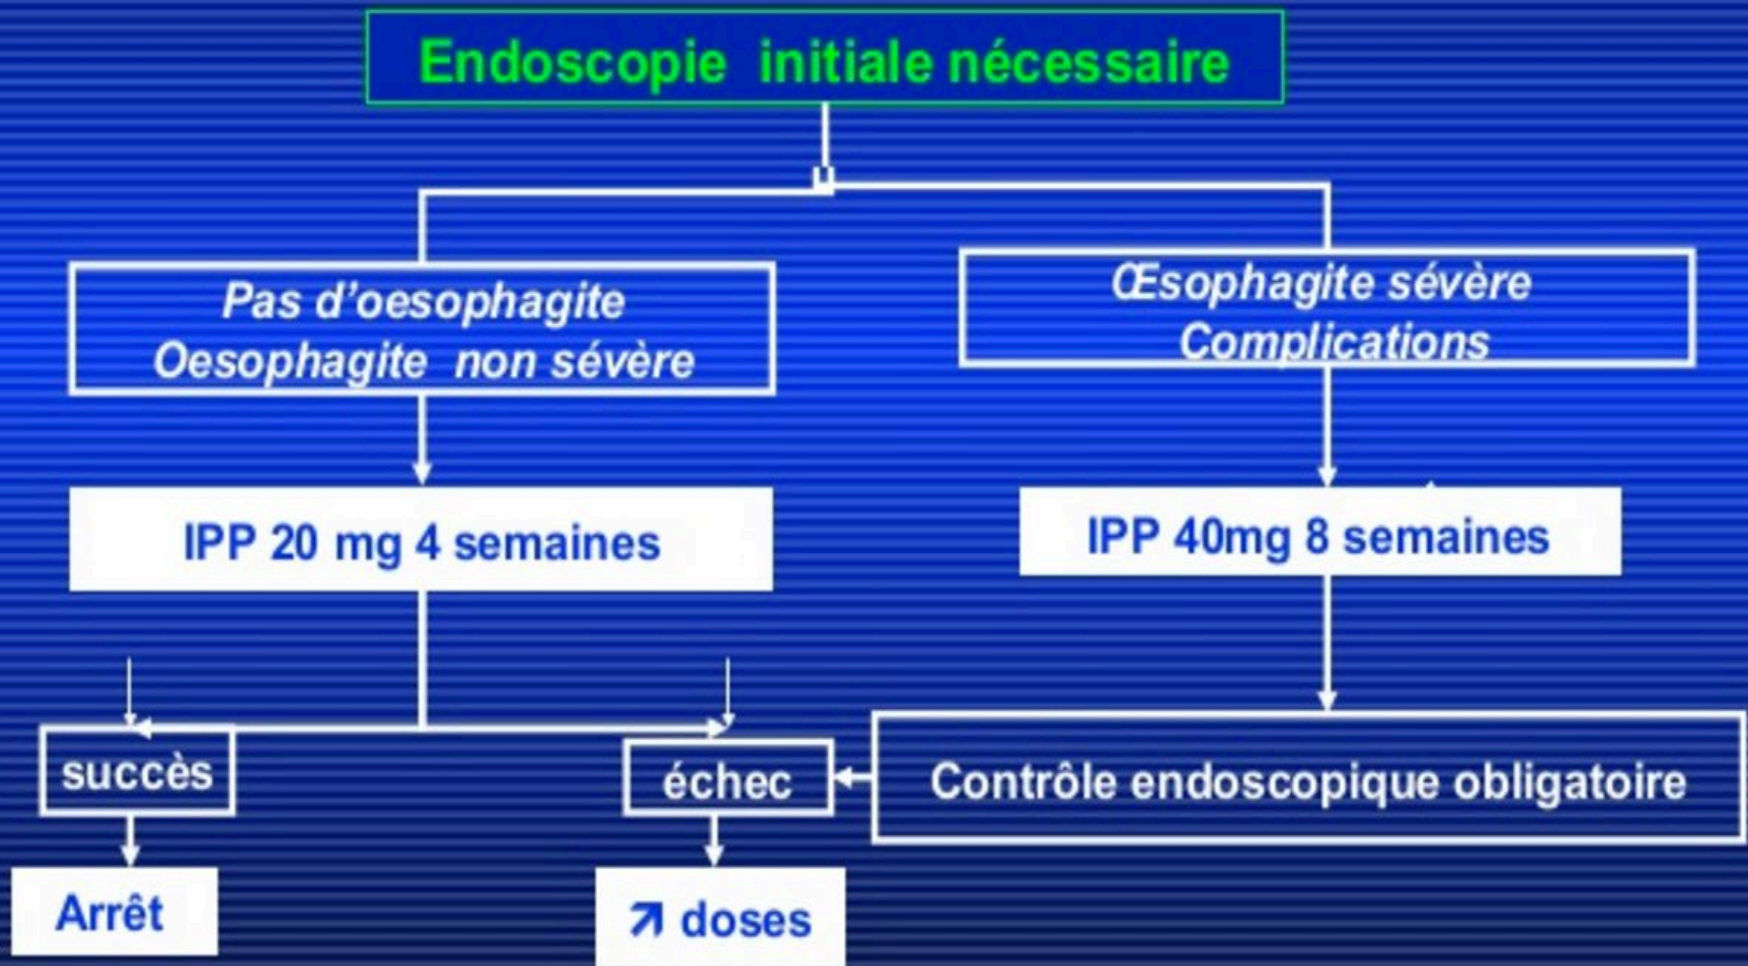 Endoscopie initiale nécessaire
Pas d'oesophagite
Oesophagite non sévère
Œsophagite sévère
Complications
IPP 20 mg 4 semaines
IPP 40mg 8 semaines
succès
échec
Contrôle endoscopique obligatoire
Arrêt
↗ doses